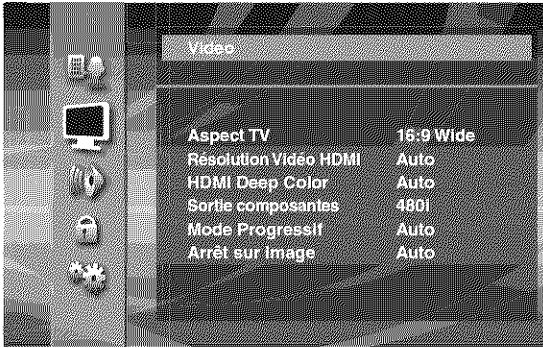 Vidéo
Aspect TV 16:9 Wide
Résolution Vidéo HDMI Auto
HDMI Deep Color Auto
Sortie composantes 480i
Mode Progressif Auto
Arrêt sur image Auto